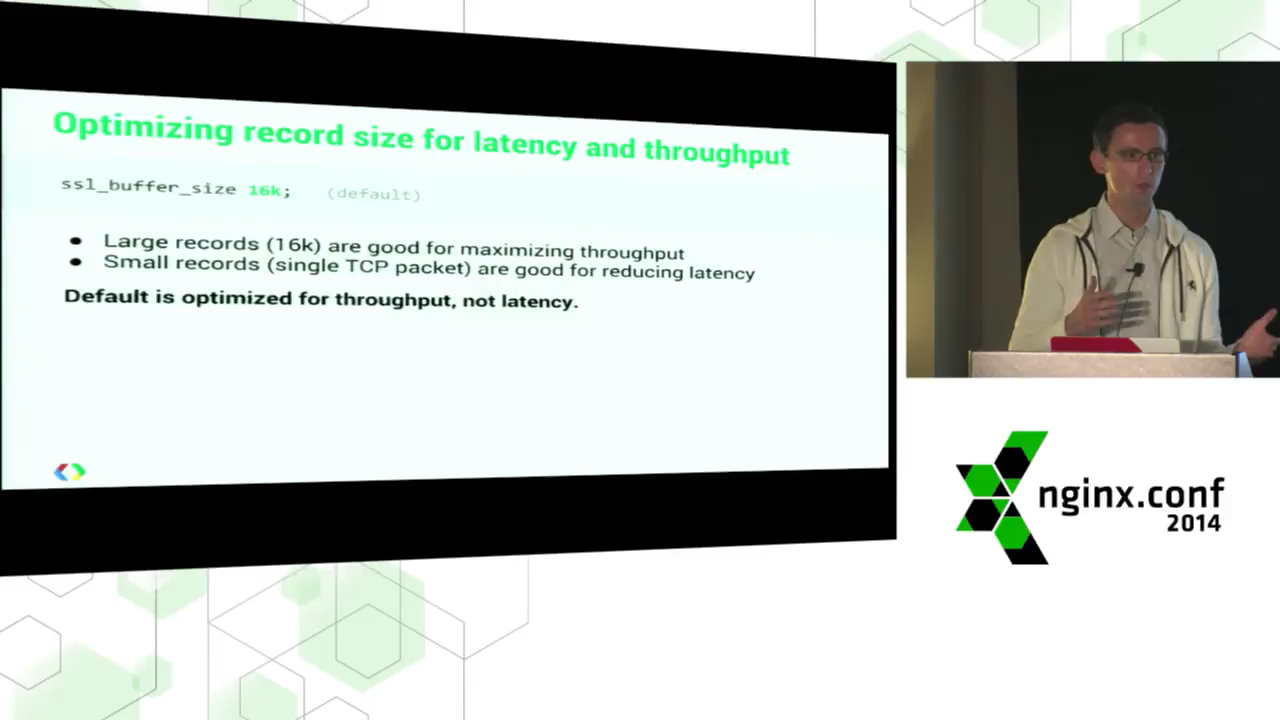 Optimizing record size for latency and throughput
ssl_buffer_size 16k; (default)
● Large records (16k) are good for maximizing throughput
● Small records (single TCP packet) are good for reducing latency
Default is optimized for throughput, not latency.
nginx.conf
2014